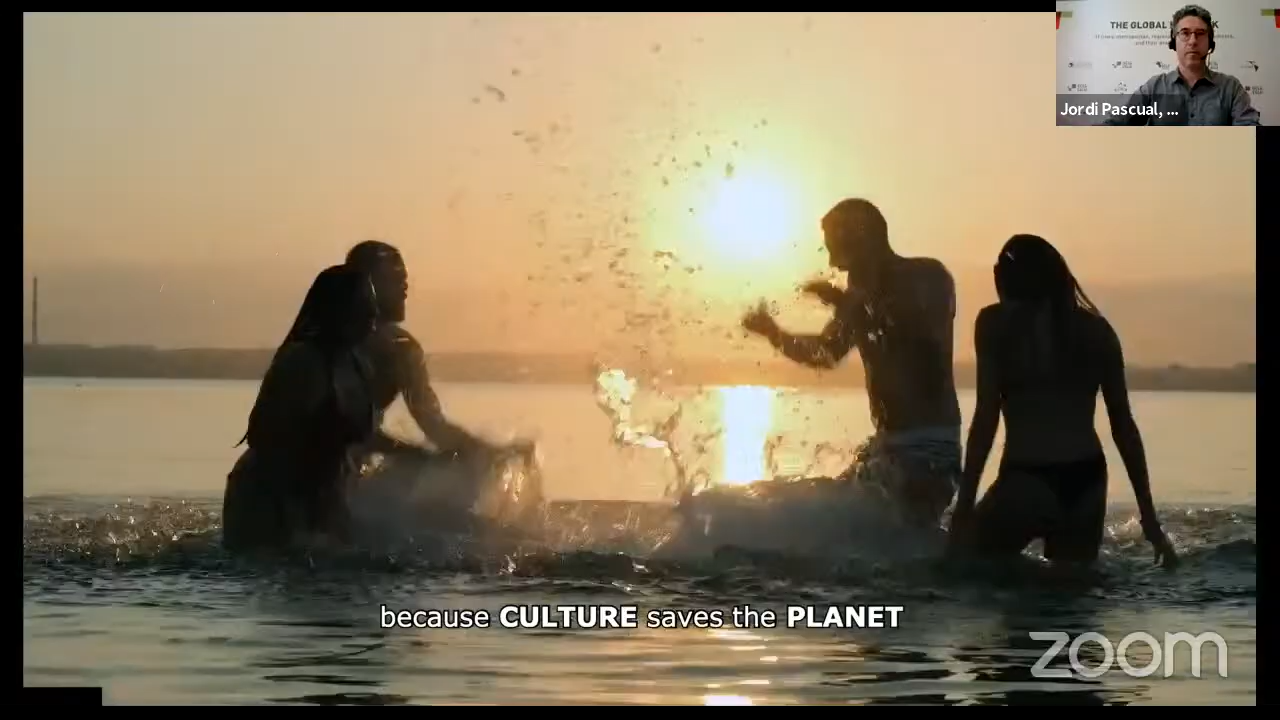 THE GLOBAL
Jordi Pascual, ...
because CULTURE saves the PLANET
zoom